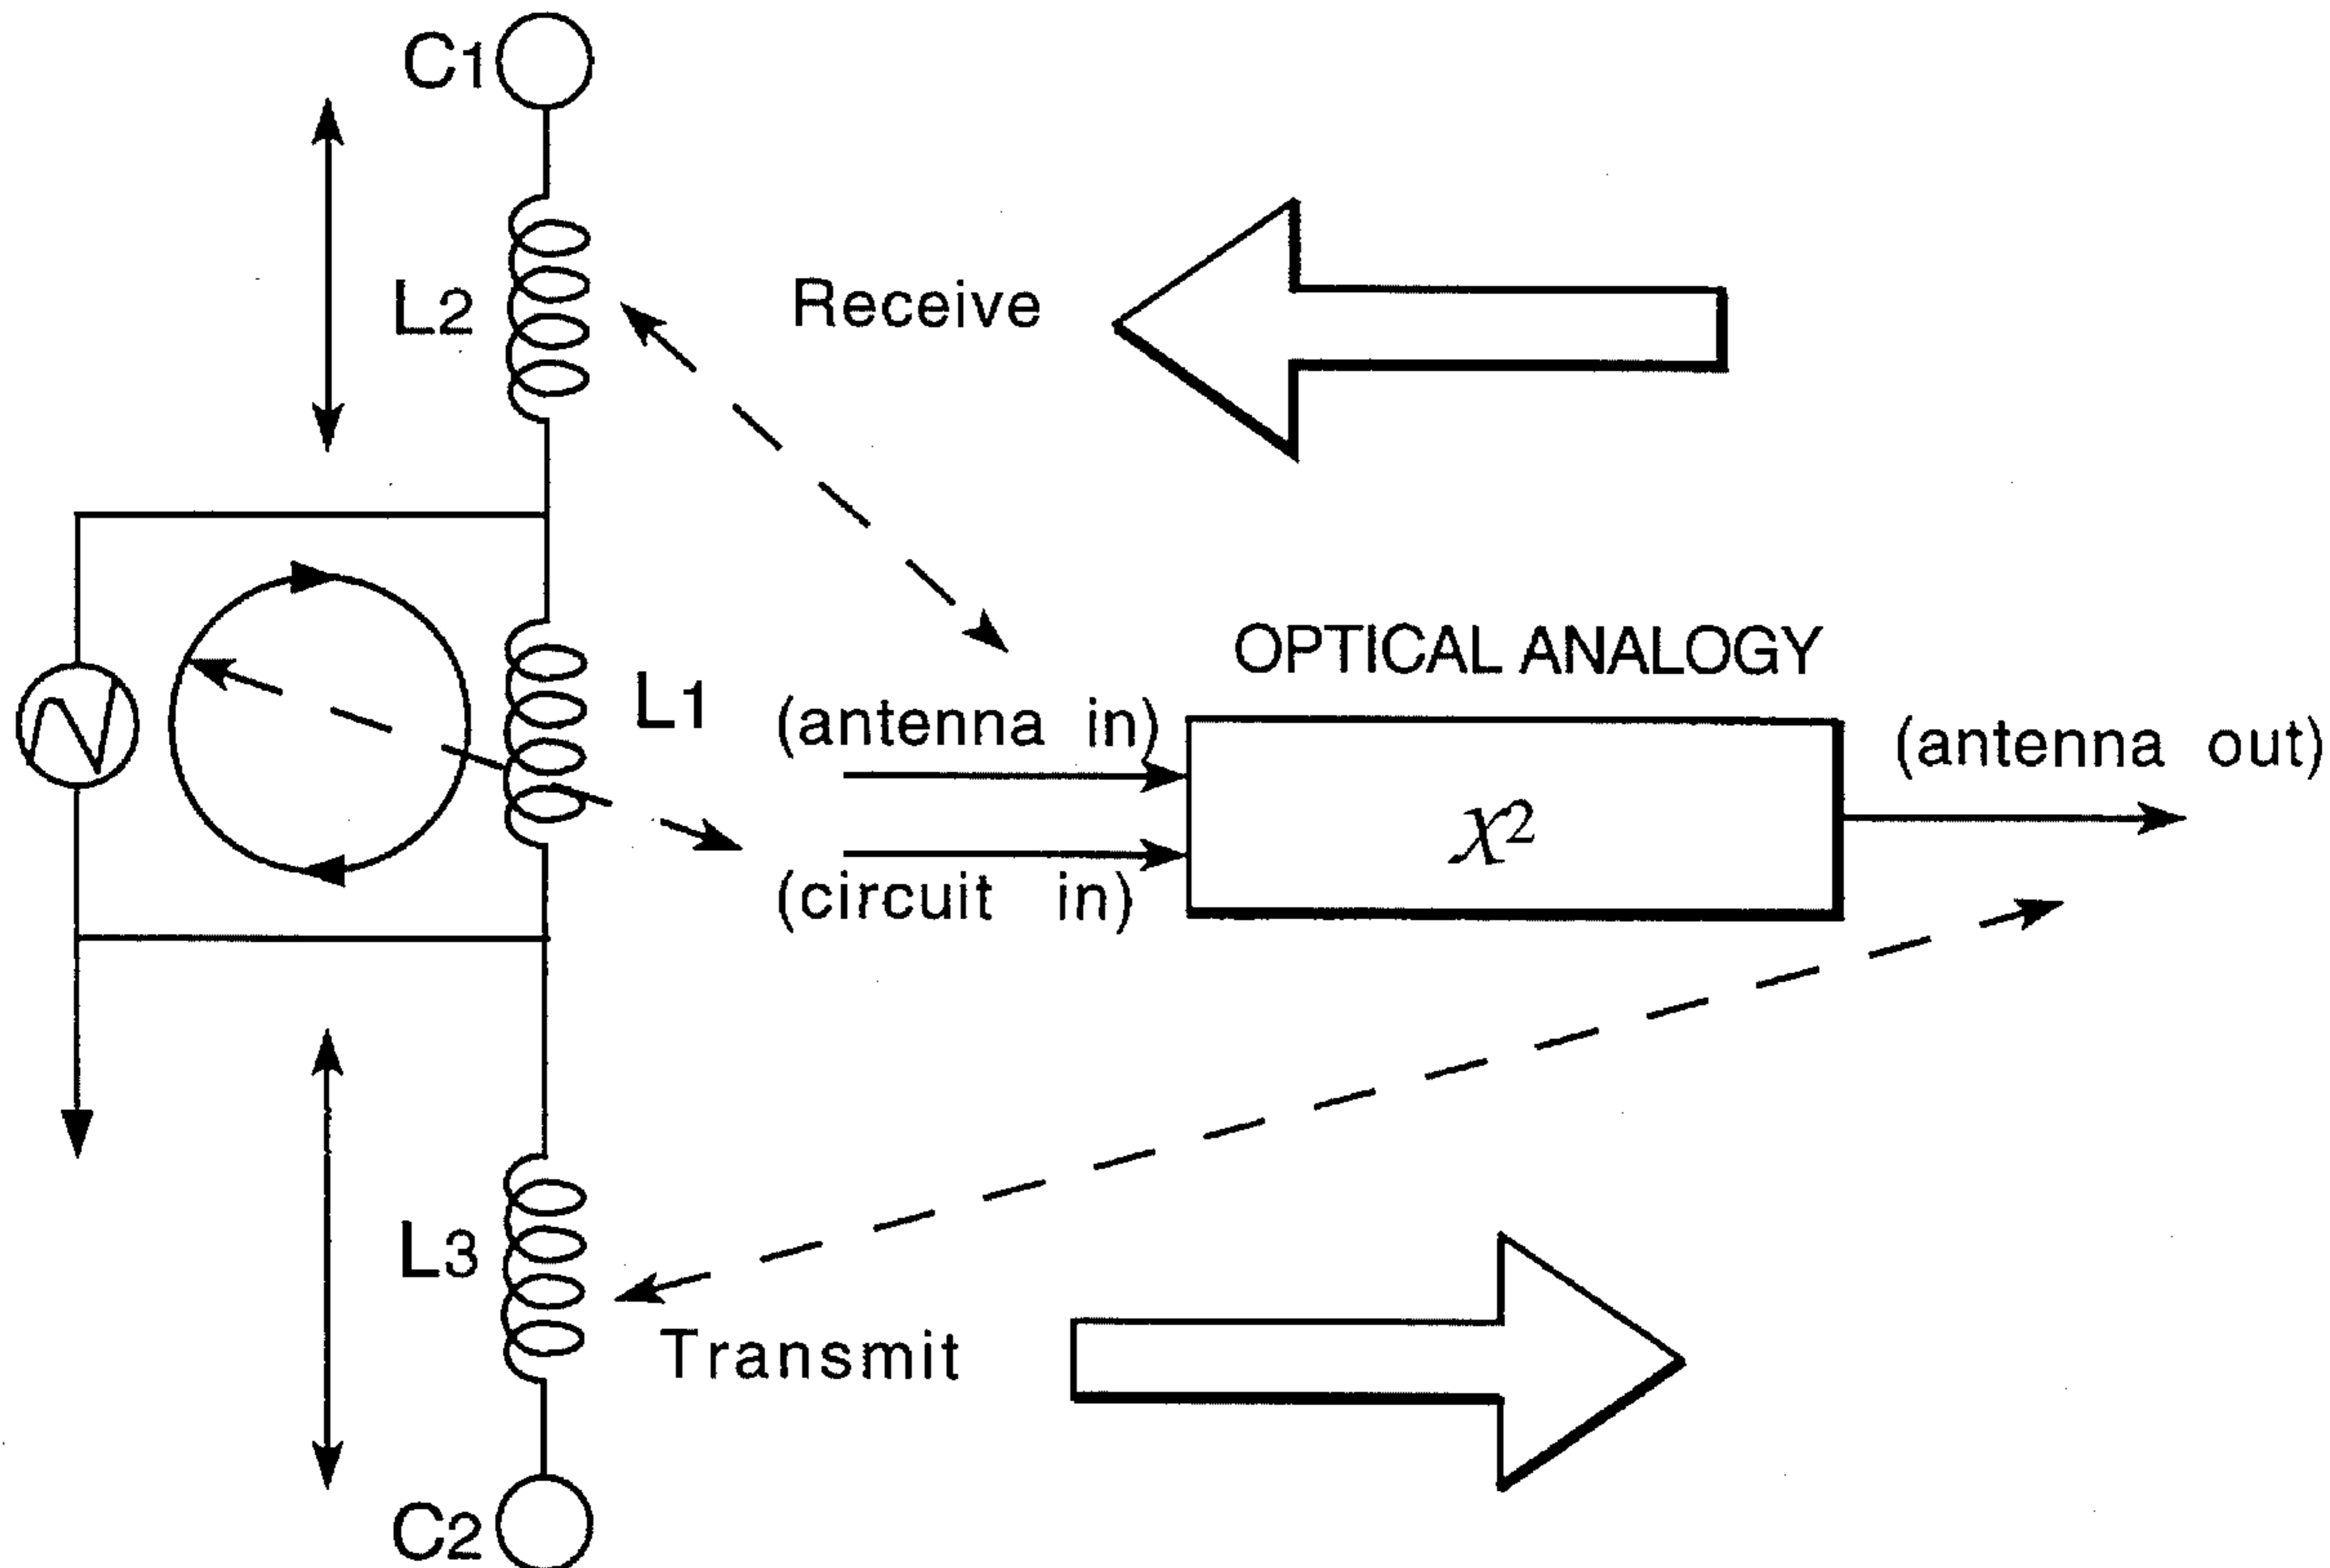 C1
L2
Receive
OPTICAL ANALOGY
L1
(antenna in)
(antenna out)
χ2
(circuit in)
L3
Transmit
C2